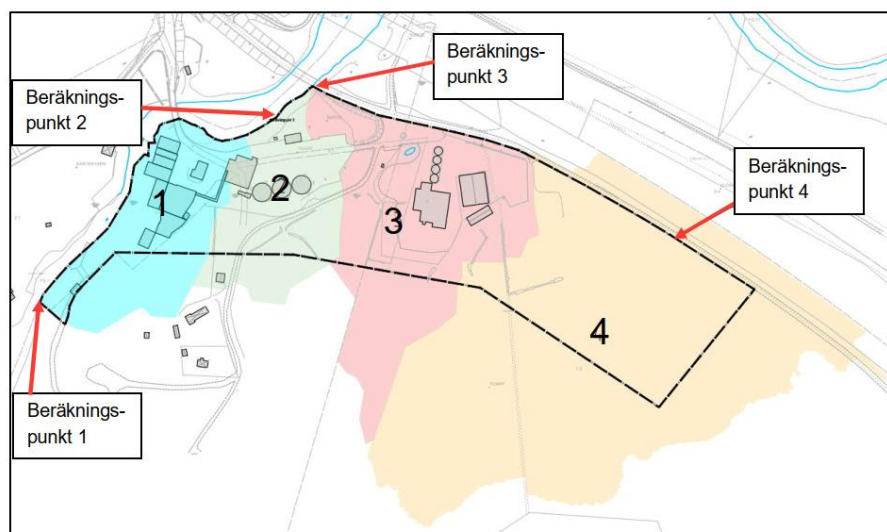 Beräknings-
punkt 3
Beräknings-
punkt 2
Beräknings-
punkt 4
1
2
3
4
Beräknings-
punkt 1